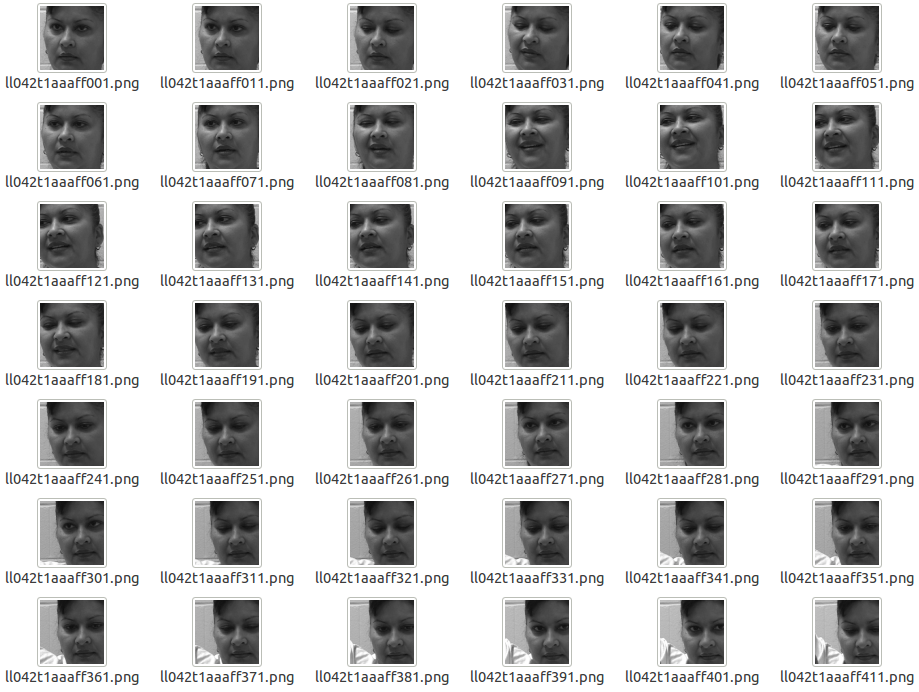 ll042t1aaaff001.png ll042t1aaaff011.png ll042t1aaaff021.png ll042t1aaaff031.png ll042t1aaaff041.png ll042t1aaaff051.png
ll042t1aaaff061.png ll042t1aaaff071.png ll042t1aaaff081.png ll042t1aaaff091.png ll042t1aaaff101.png ll042t1aaaff111.png
ll042t1aaaff121.png ll042t1aaaff131.png ll042t1aaaff141.png ll042t1aaaff151.png ll042t1aaaff161.png ll042t1aaaff171.png
ll042t1aaaff181.png ll042t1aaaff191.png ll042t1aaaff201.png ll042t1aaaff211.png ll042t1aaaff221.png ll042t1aaaff231.png
ll042t1aaaff241.png ll042t1aaaff251.png ll042t1aaaff261.png ll042t1aaaff271.png ll042t1aaaff281.png ll042t1aaaff291.png
ll042t1aaaff301.png ll042t1aaaff311.png ll042t1aaaff321.png ll042t1aaaff331.png ll042t1aaaff341.png ll042t1aaaff351.png
ll042t1aaaff361.png ll042t1aaaff371.png ll042t1aaaff381.png ll042t1aaaff391.png ll042t1aaaff401.png ll042t1aaaff411.png